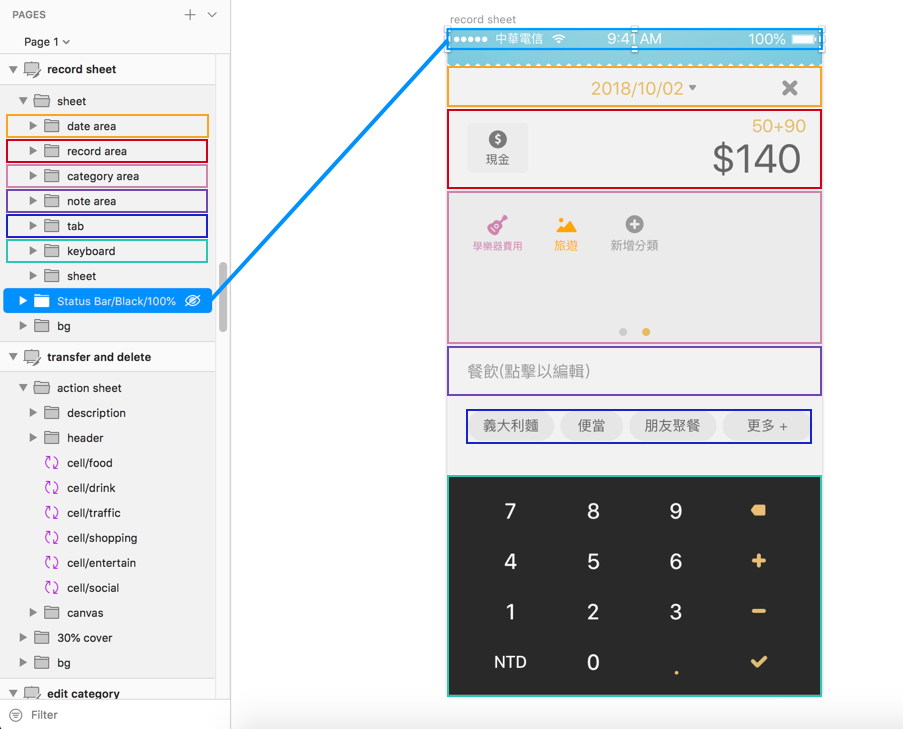 PAGES
Page 1
record sheet
sheet
date area
record area
category area
note area
tab
keyboard
sheet
Status Bar/Black/100%
bg
transfer and delete
action sheet
description
header
cell/food
cell/drink
cell/traffic
cell/shopping
cell/entertain
cell/social
canvas
30% cover
bg
edit category
Filter
record sheet
中華電信 9:41 AM 100%
2018/10/02
50+90
$
現金
$140
學樂器費用 旅遊 新增分類
餐飲(點擊以編輯)
義大利麵 便當 朋友聚餐 更多 +
7 8 9
4 5 6 +
1 2 3 −
NTD 0 .